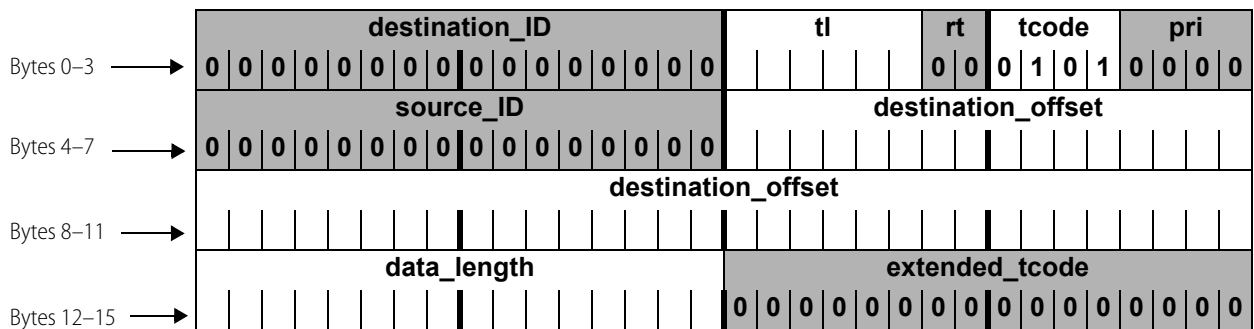 destination_ID tl rt tcode pri
Bytes 0–3 0 0 0 0 0 0 0 0 0 0 0 0 0 0 0 0 0 0 0 1 0 1 0 0 0 0
source_ID destination_offset
Bytes 4–7 0 0 0 0 0 0 0 0 0 0 0 0 0 0 0 0
destination_offset
Bytes 8–11
data_length extended_tcode
Bytes 12–15 0 0 0 0 0 0 0 0 0 0 0 0 0 0 0 0